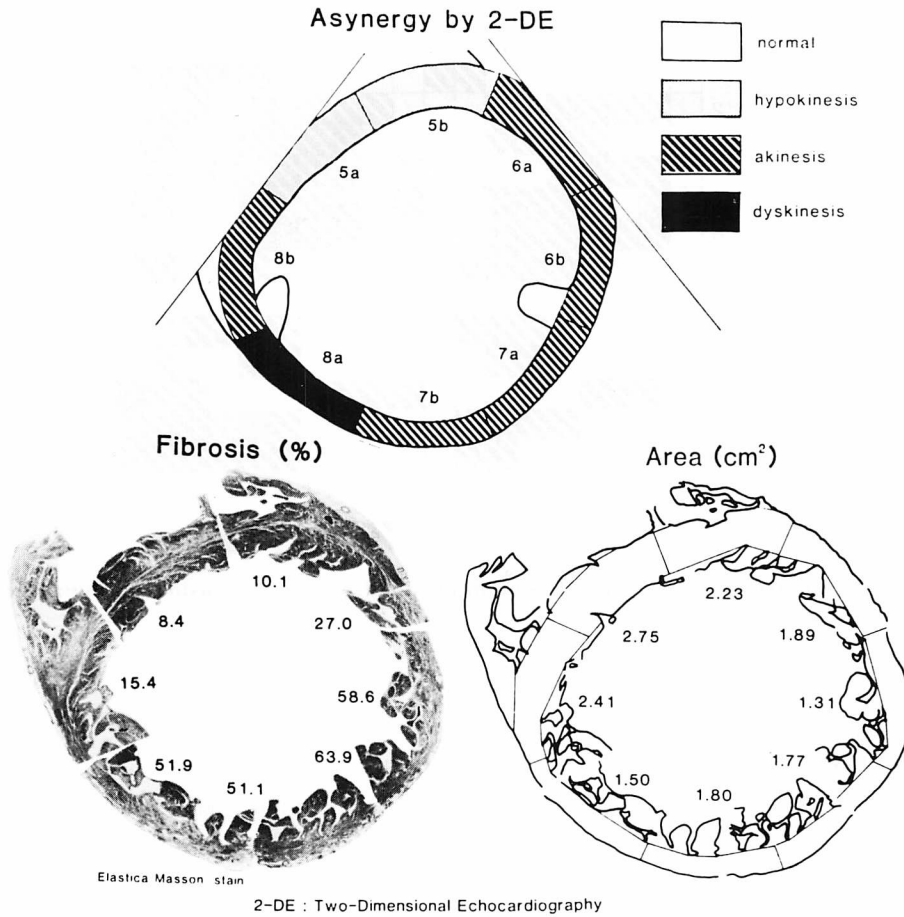 Asynergy by 2-DE
normal
hypokinesis
akinesis
dyskinesis
5b
5a
6a
8b
6b
8a
7a
7b
Fibrosis (%)
10.1
8.4
27.0
15.4
58.6
51.9
63.9
51.1
Elastica Masson stain
Area (cm²)
2.23
2.75
1.89
2.41
1.31
1.77
1.50
1.80
2-DE : Two-Dimensional Echocardiography